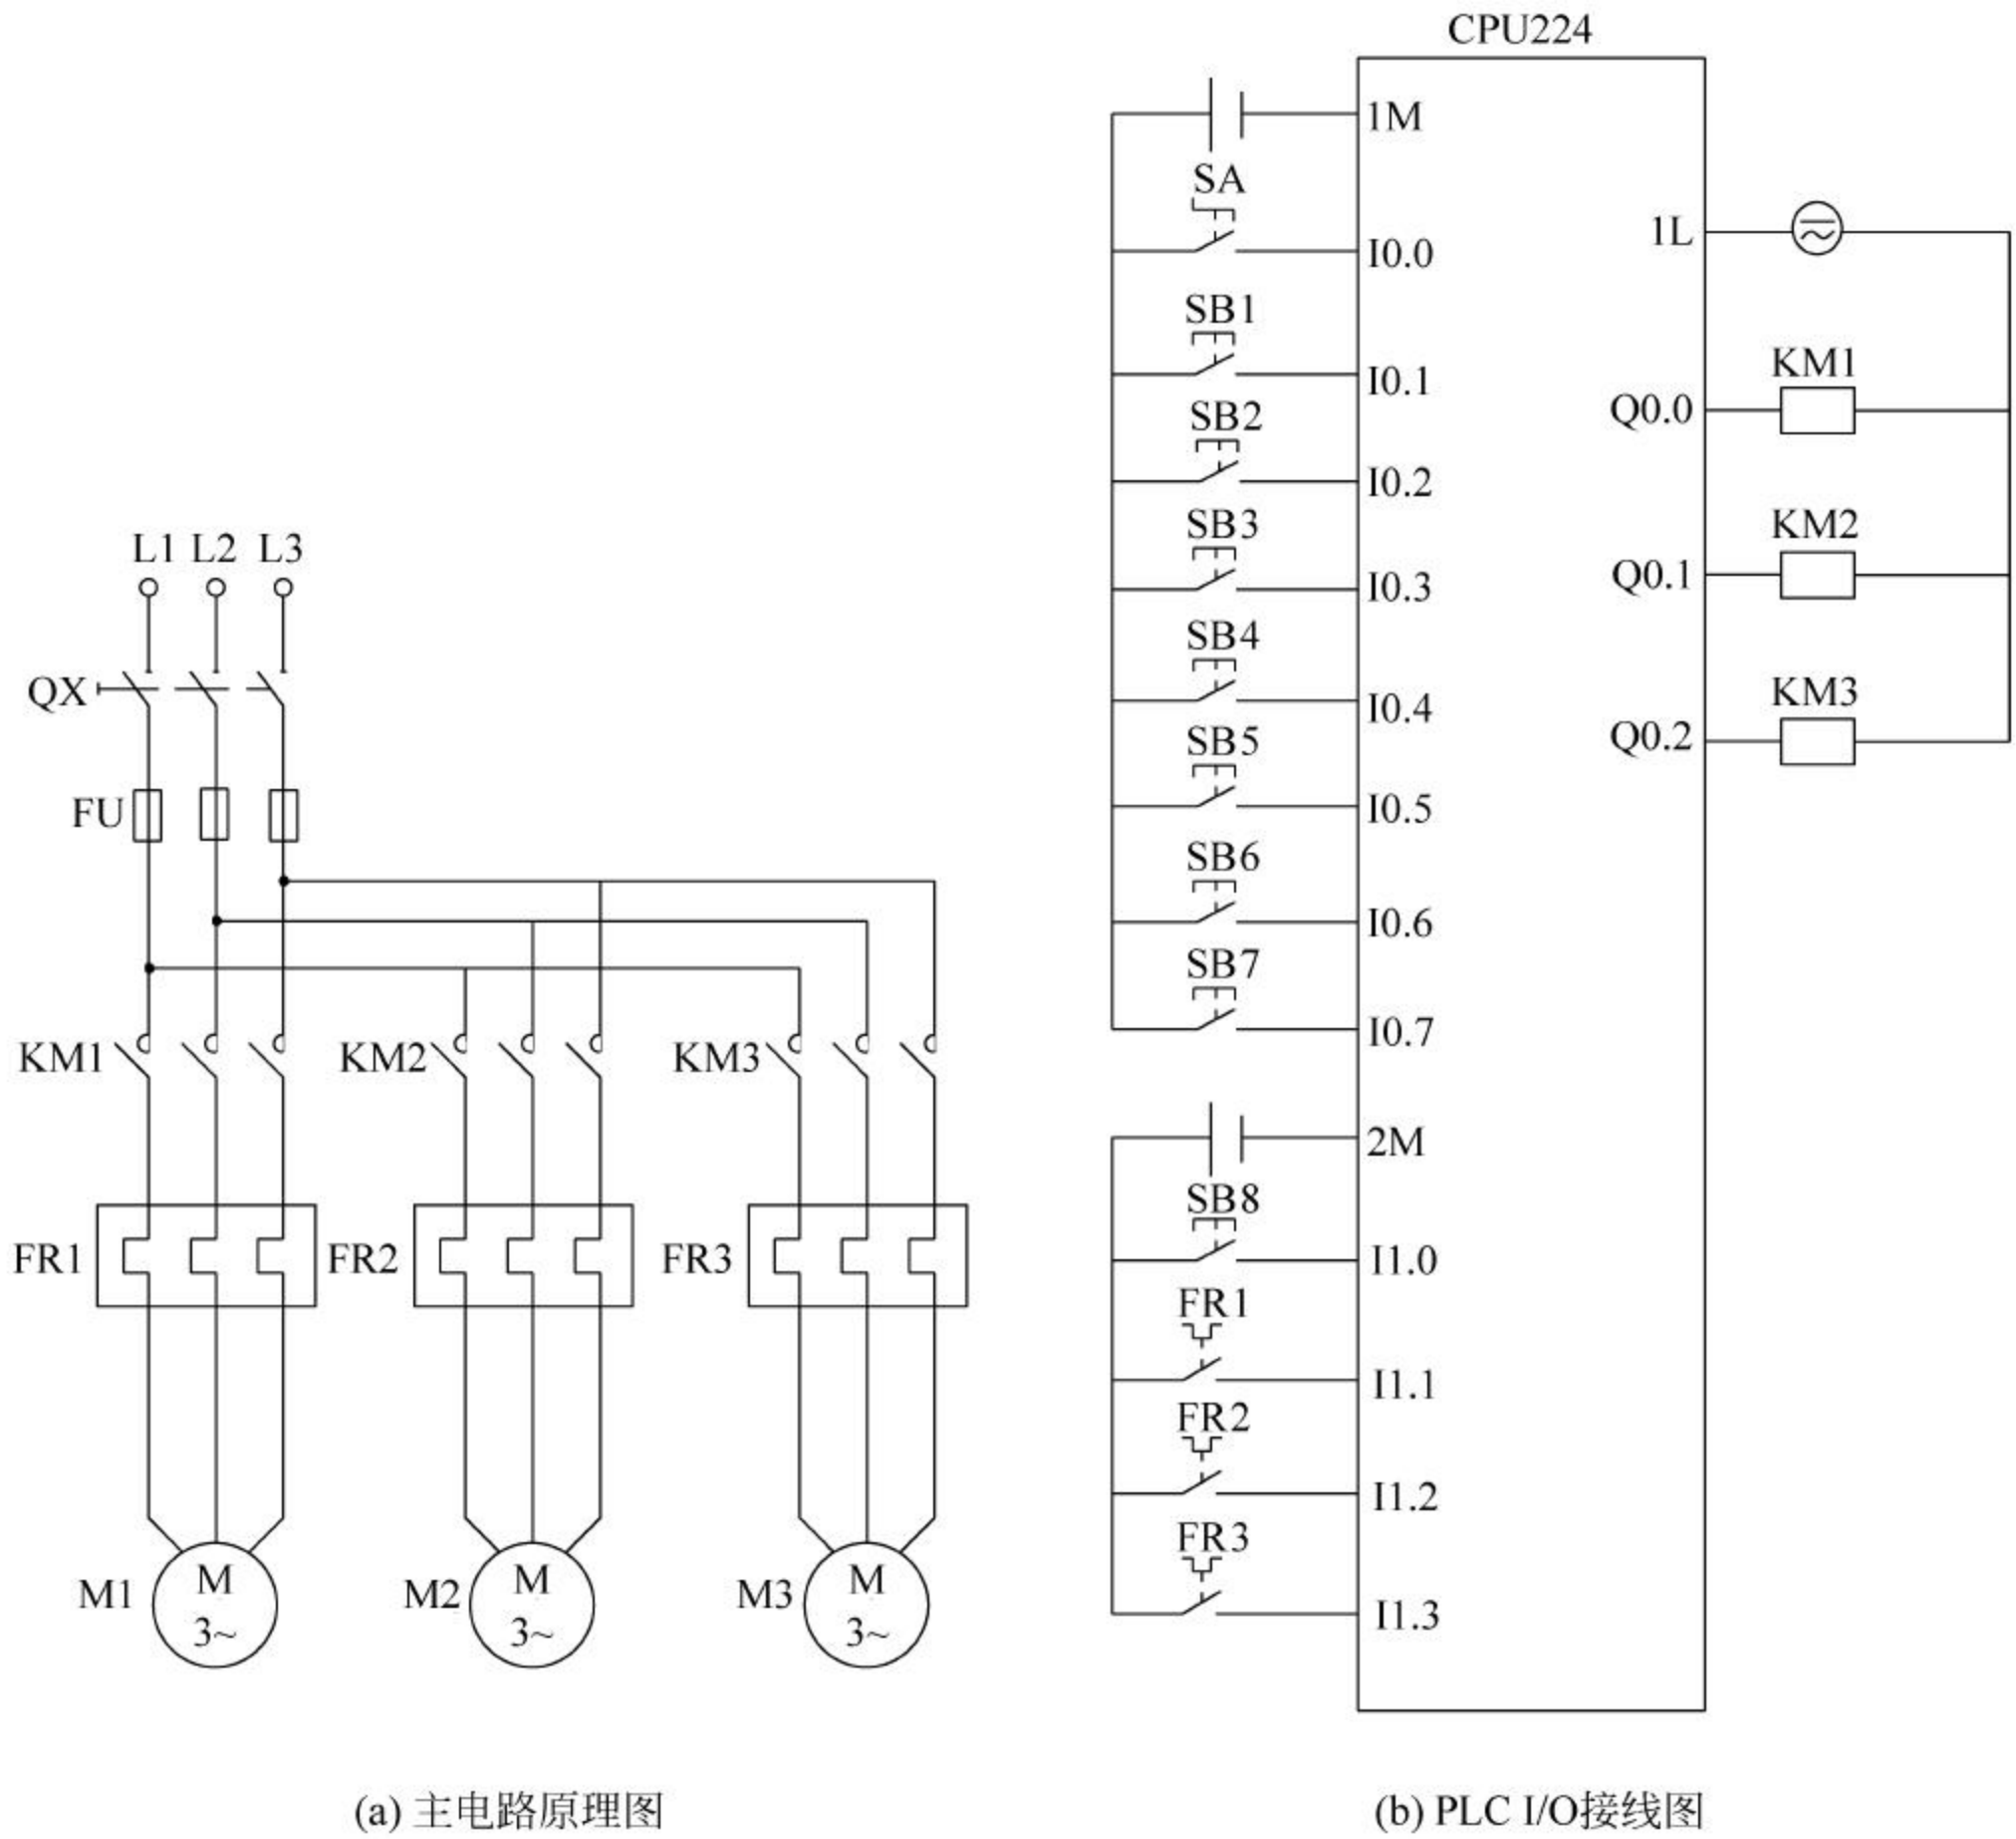 L1 L2 L3
QX
FU
KM1 KM2 KM3
FR1 FR2 FR3
M1 M 3~
M2 M 3~
M3 M 3~
(a) 主电路原理图
CPU224
1M
SA
I0.0
SB1
I0.1
SB2
I0.2
SB3
I0.3
SB4
I0.4
SB5
I0.5
SB6
I0.6
SB7
I0.7
2M
SB8
I1.0
FR1
I1.1
FR2
I1.2
FR3
I1.3
1L
KM1
Q0.0
KM2
Q0.1
KM3
Q0.2
(b) PLC I/O接线图